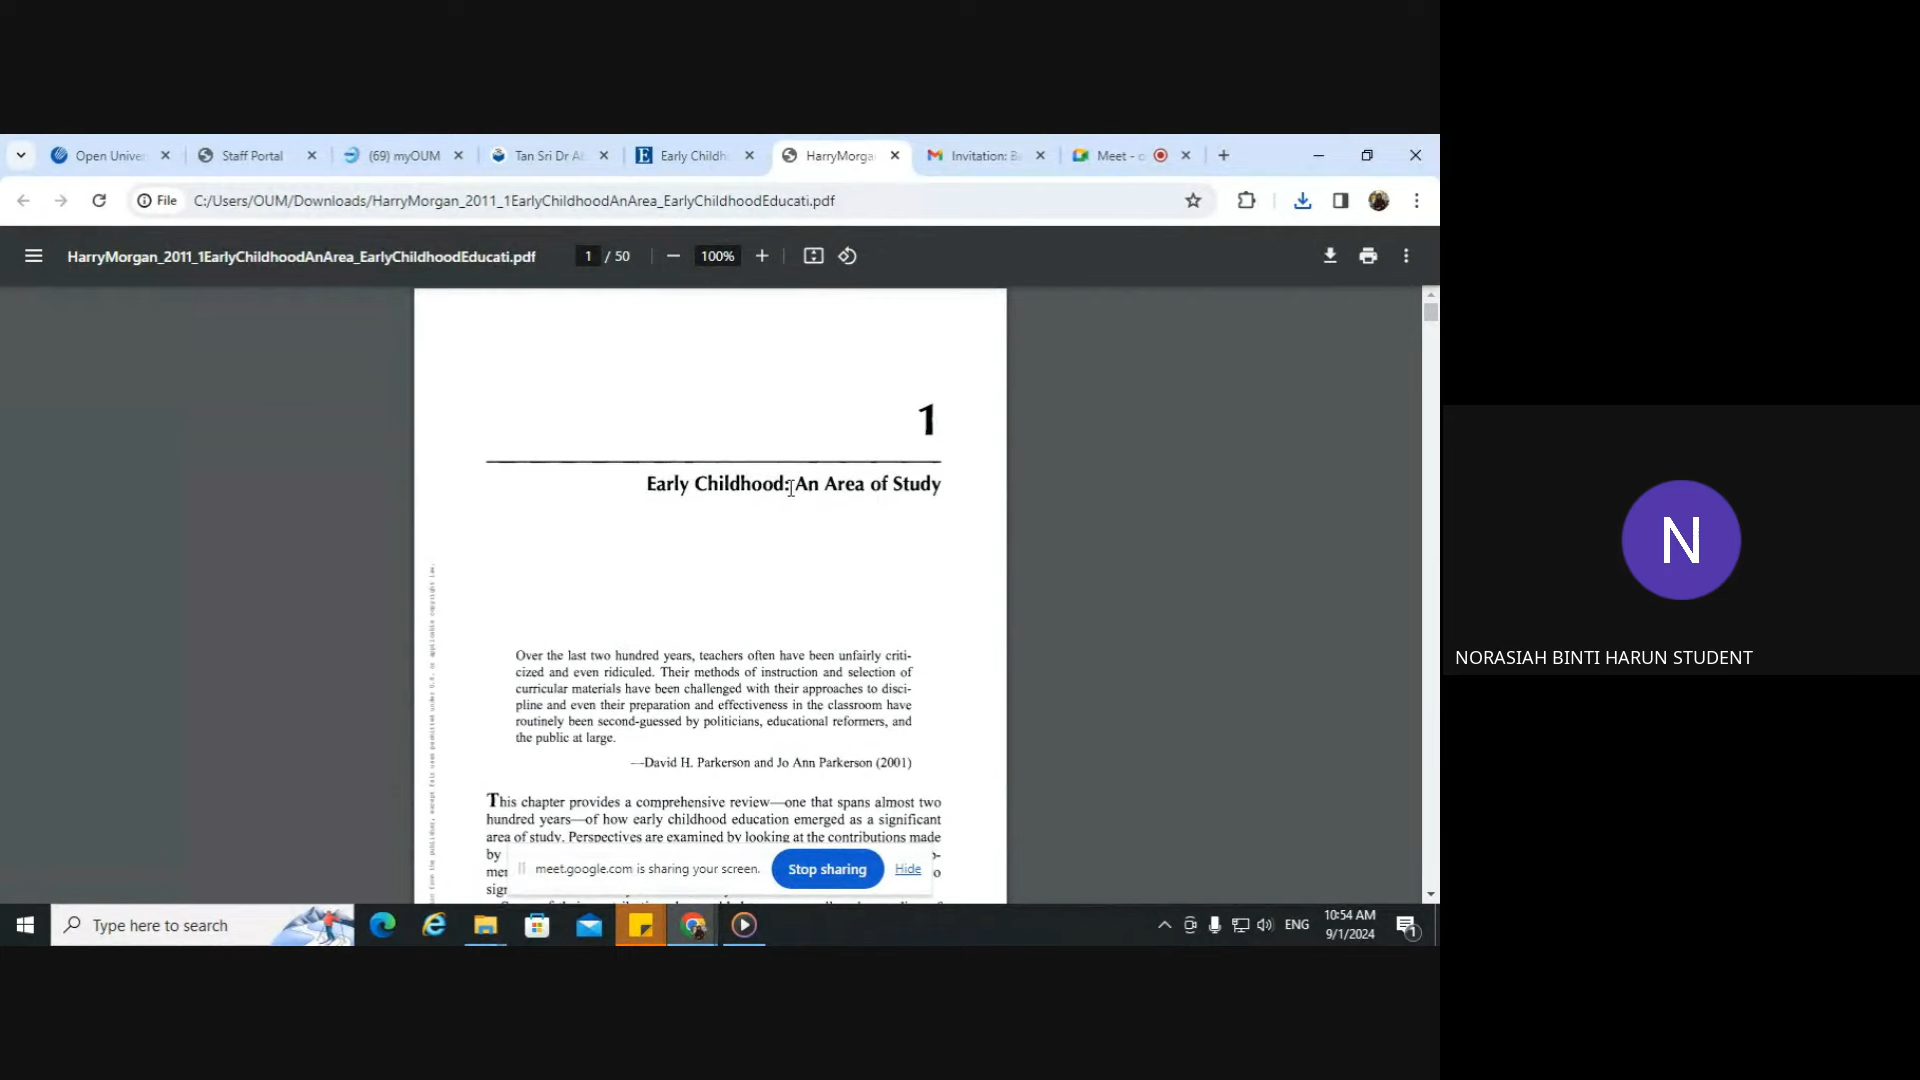 Open Unive
Staff Portal
(69) myOUM
Tan Sri Dr A
Early Childh
HarryMorga
Invitation: B
Meet -
File
C:/Users/OUM/Downloads/HarryMorgan_2011_1EarlyChildhoodAnArea_EarlyChildhoodEducati.pdf
HarryMorgan_2011_1EarlyChildhoodAnArea_EarlyChildhoodEducati.pdf
1 / 50
100%
1
Early Childhood: An Area of Study
Over the last two hundred years, teachers often have been unfairly criti-
cized and even ridiculed. Their methods of instruction and selection of
curricular materials have been challenged with their approaches to disci-
pline and even their preparation and effectiveness in the classroom have
routinely been second-guessed by politicians, educational reformers, and
the public at large.
—David H. Parkerson and Jo Ann Parkerson (2001)
This chapter provides a comprehensive review—one that spans almost two
hundred years—of how early childhood education emerged as a significant
area of study. Perspectives are examined by looking at the contributions made
by
meet.google.com is sharing your screen.
Stop sharing
Hide
N
NORASIAH BINTI HARUN STUDENT
Type here to search
ENG
10:54 AM
9/1/2024
1